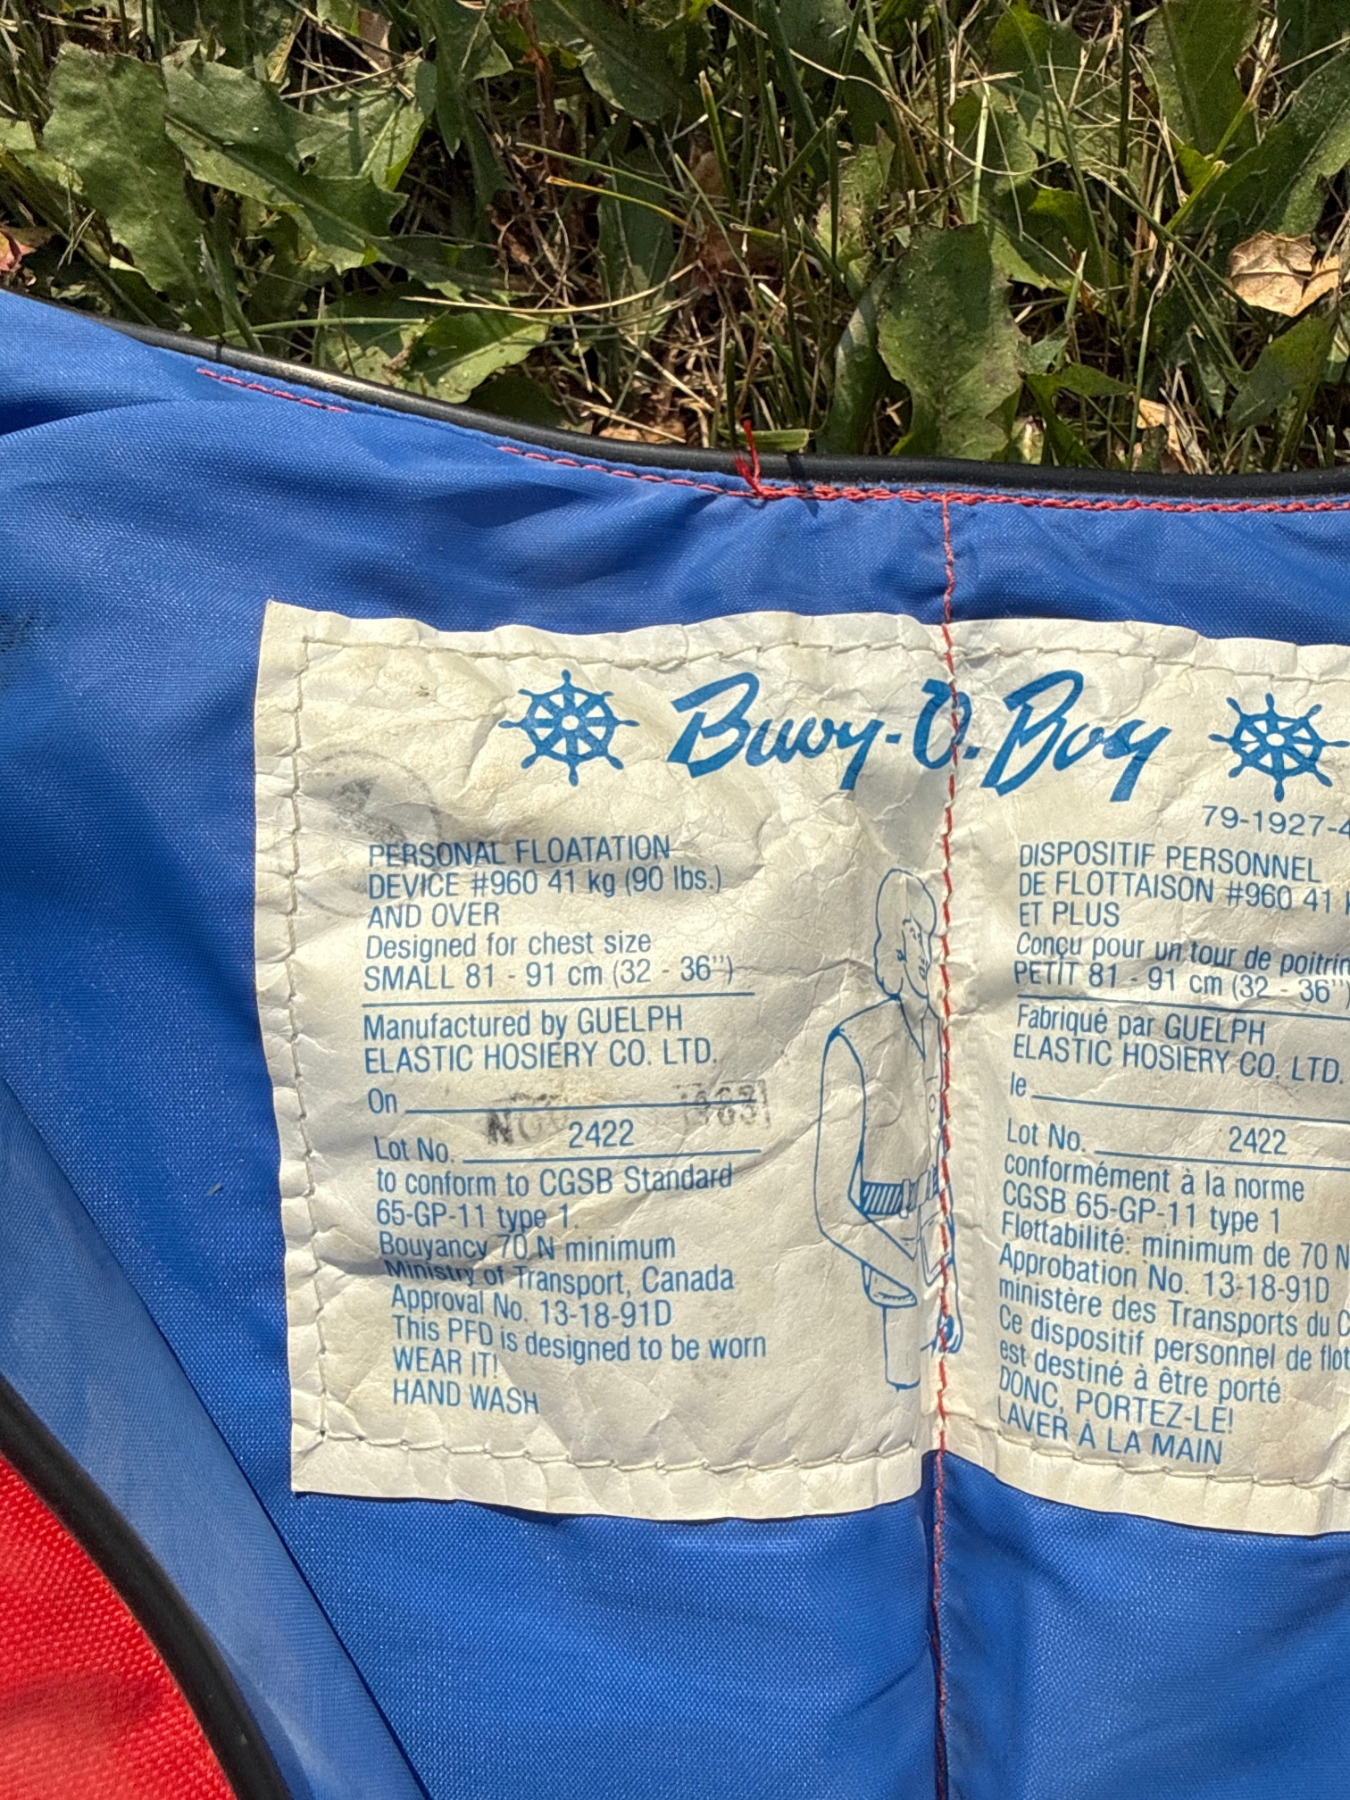 Buoy-O-Boy
79-1927-4
PERSONAL FLOATATION
DEVICE #960 41 kg (90 lbs.)
AND OVER
Designed for chest size
SMALL 81 - 91 cm (32 - 36")
Manufactured by GUELPH
ELASTIC HOSIERY CO. LTD.
On
Lot No. 2422
to conform to CGSB Standard
65-GP-11 type 1.
Bouyancy 70 N minimum
Ministry of Transport, Canada
Approval No. 13-18-91D
This PFD is designed to be worn
WEAR IT!
HAND WASH
DISPOSITIF PERSONNEL
DE FLOTTAISON #960 41
ET PLUS
Conçu pour un tour de poitrin
PETIT 81 - 91 cm (32 - 36")
Fabriqué par GUELPH
ELASTIC HOSIERY CO. LTD.
le
Lot No. 2422
conformément à la norme
CGSB 65-GP-11 type 1
Flottabilité: minimum de 70 N
Approbation No. 13-18-91D
ministère des Transports du C
Ce dispositif personnel de flot
est destiné à être porté
DONC, PORTEZ-LE!
LAVER À LA MAIN